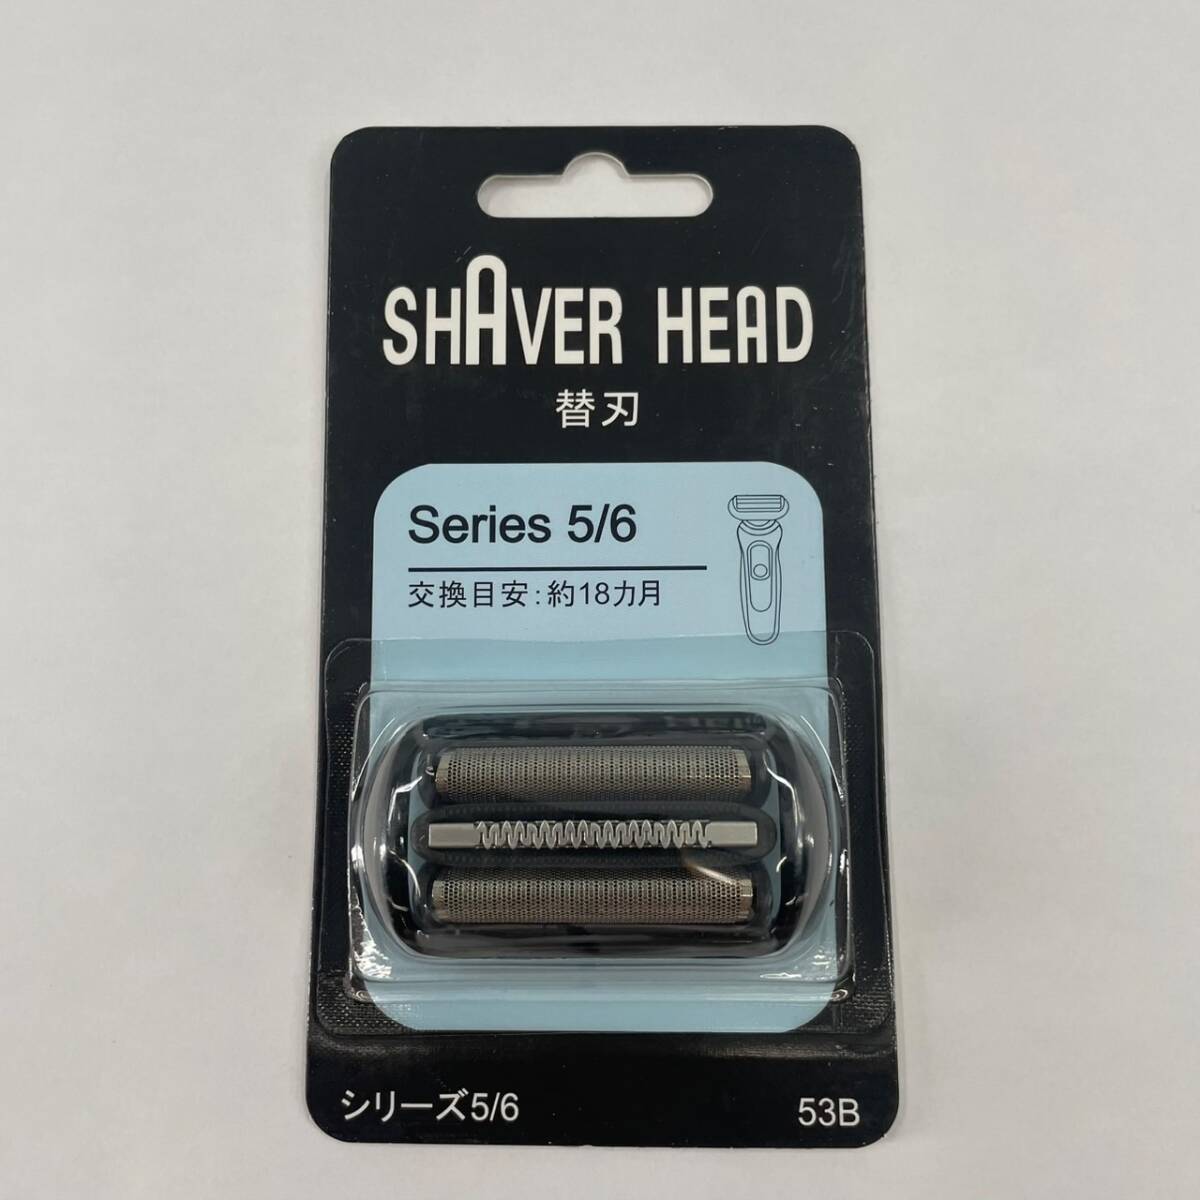 SHAVER HEAD
替刃
Series 5/6
交換目安:約18カ月
シリーズ5/6
53B